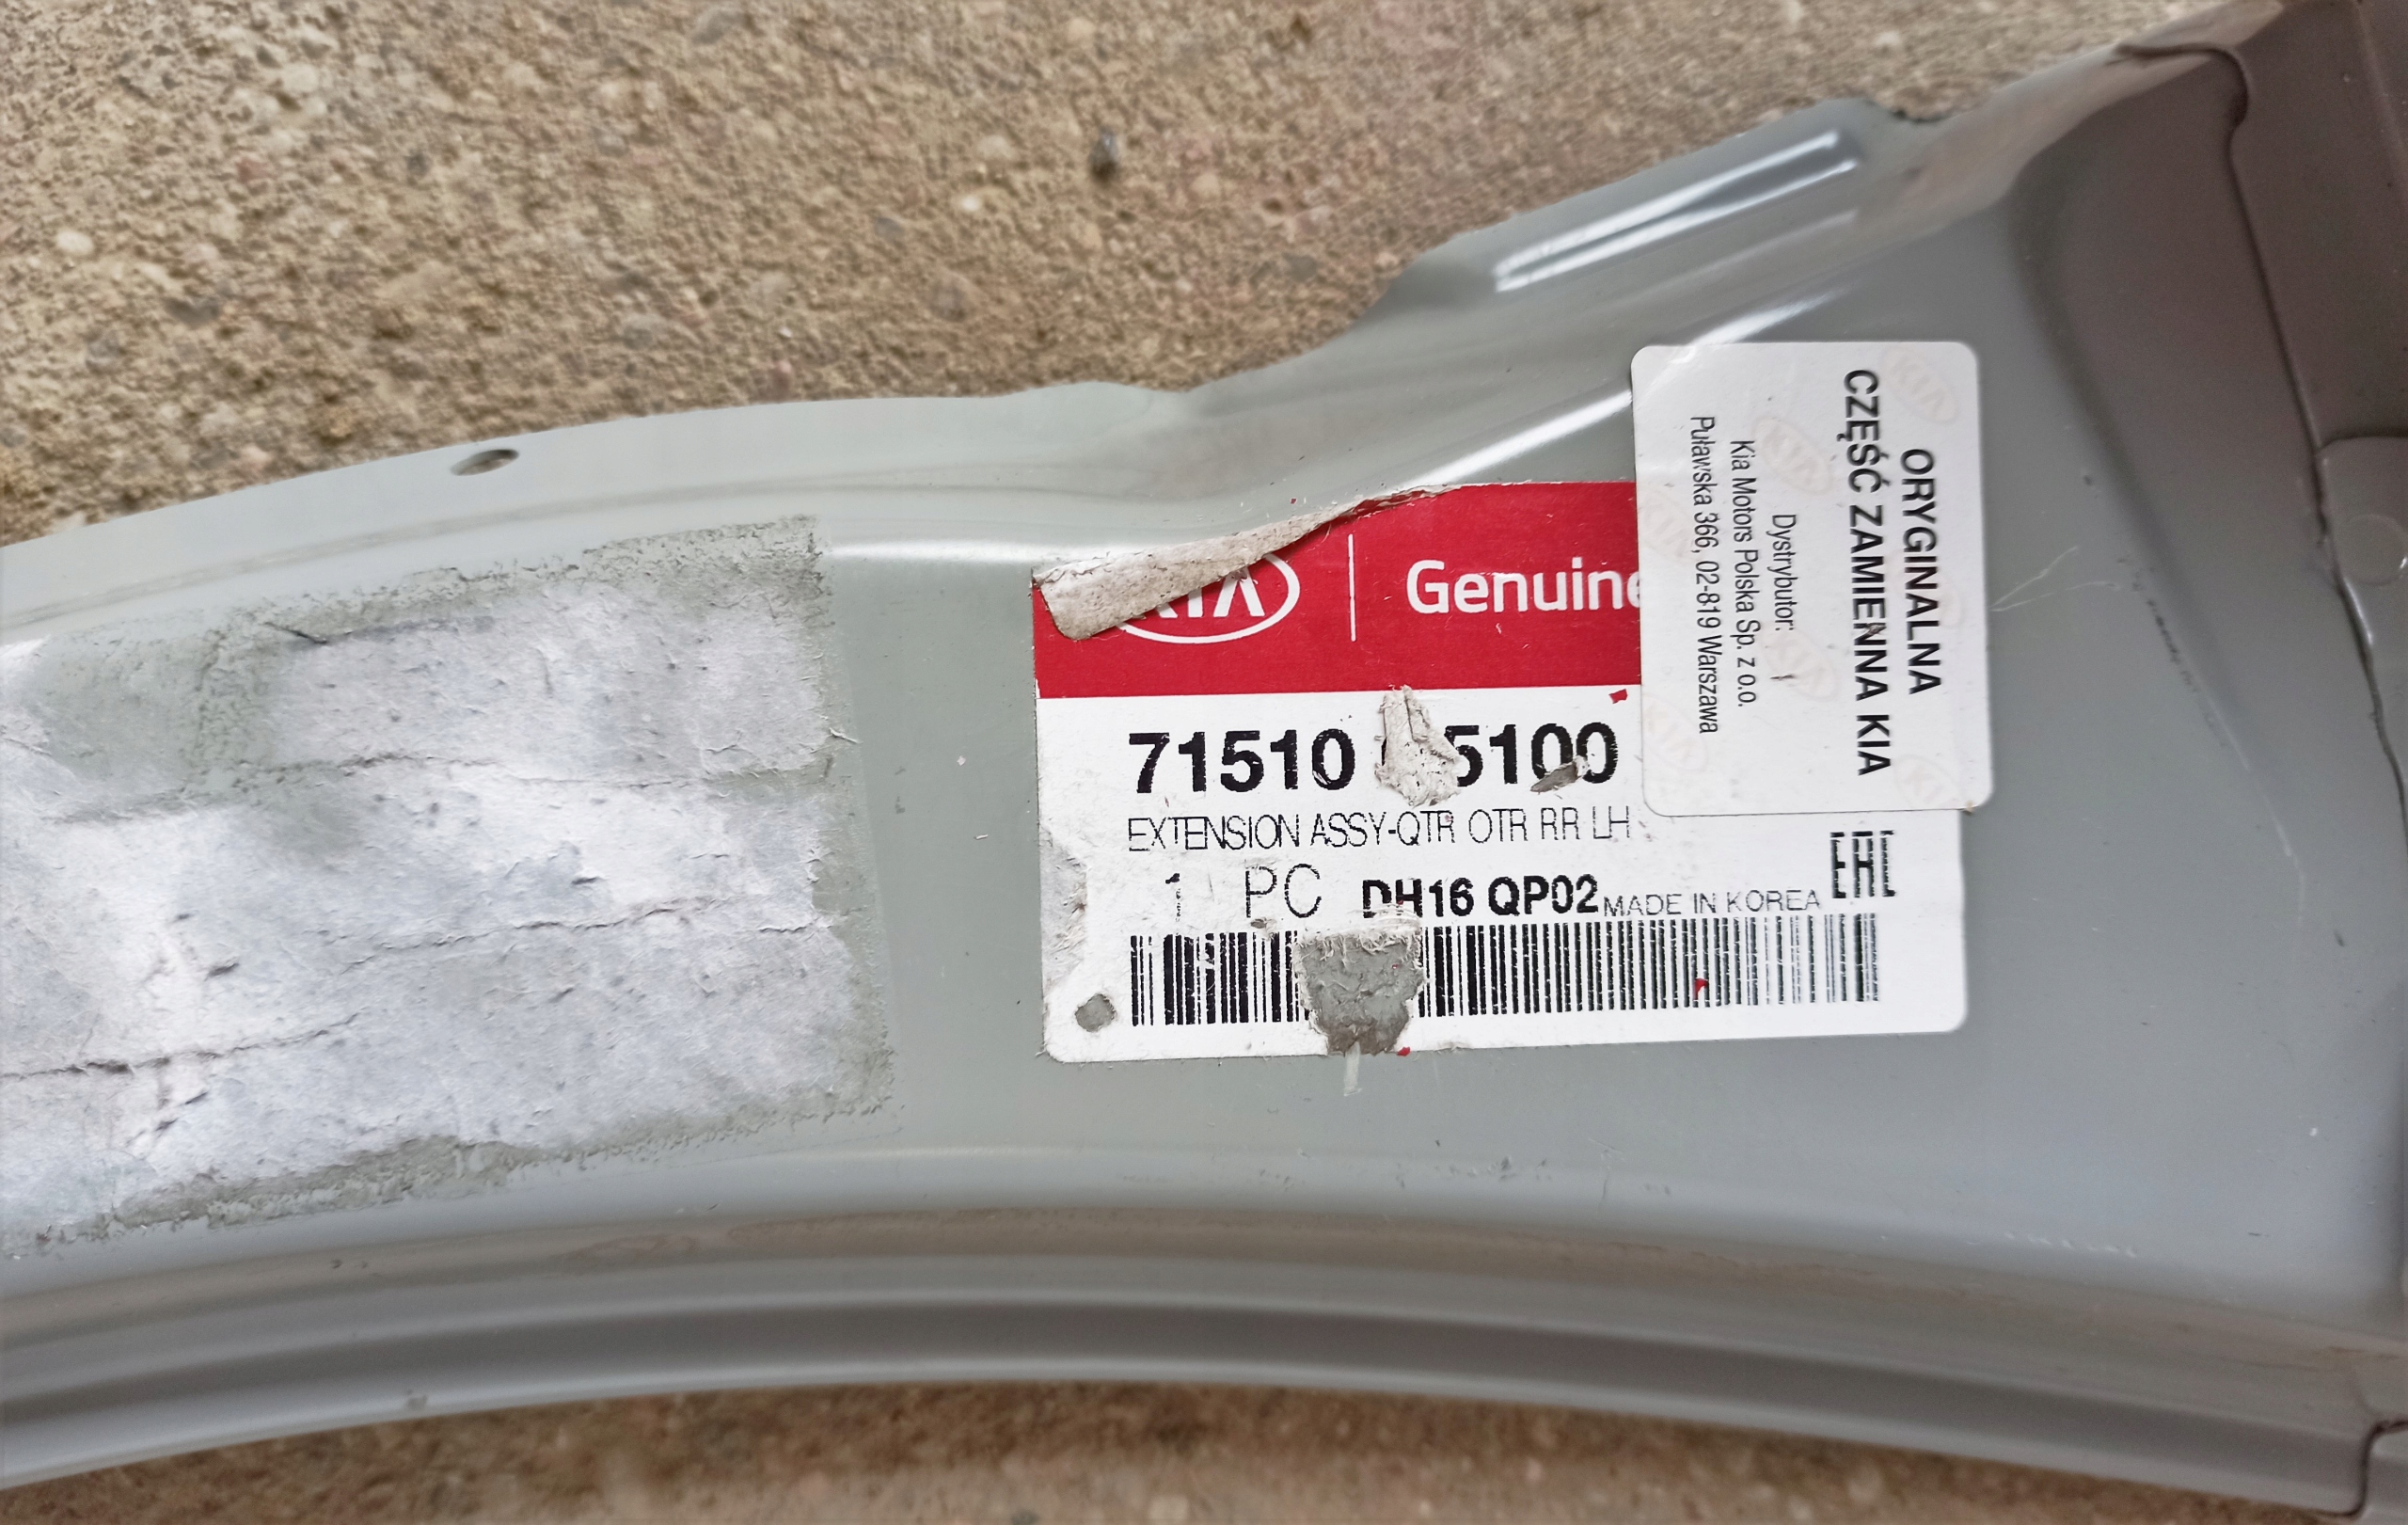 KIA
Genuine
71510 5100
EXTENSION ASSY-QTR OTR RR LH
1 PC DH16 QP02 MADE IN KOREA
ORYGINALNA
CZĘŚĆ ZAMIENNA KIA
Dystrybutor:
Kia Motors Polska Sp. z o.o.
Puławska 366, 02-819 Warszawa